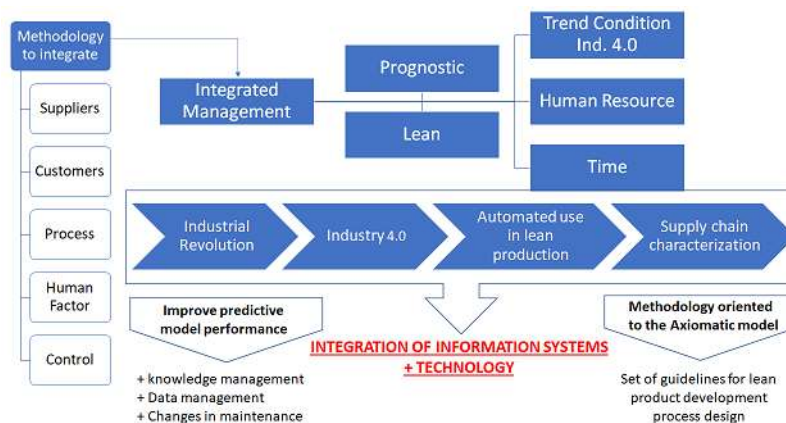 Methodology
to integrate
Suppliers
Customers
Process
Human
Factor
Control
Integrated
Management
Prognostic
Lean
Trend Condition
Ind. 4.0
Human Resource
Time
Industrial
Revolution
Industry 4.0
Automated use
in lean
production
Supply chain
characterization
Improve predictive
model performance
+ knowledge management
+ Data management
+ Changes in maintenance
INTEGRATION OF INFORMATION SYSTEMS
+ TECHNOLOGY
Methodology oriented
to the Axiomatic model
Set of guidelines for lean
product development
process design